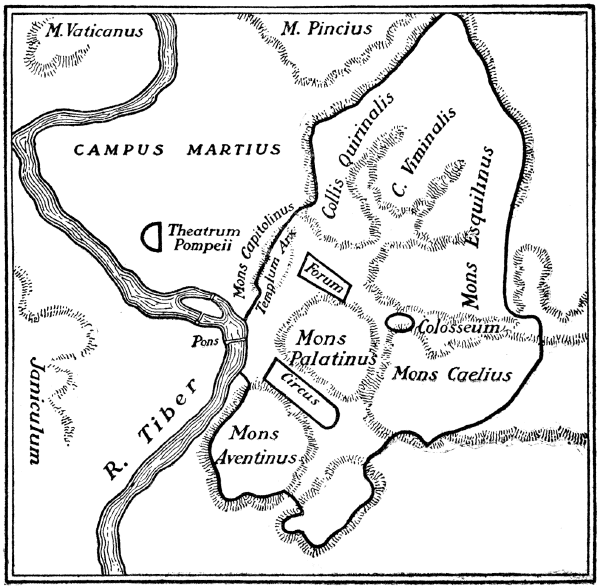 M. Vaticanus
M. Pincius
CAMPUS MARTIUS
Collis Quirinalis
C. Viminalis
Mons Esquilinus
Theatrum
Pompeii
Mons Capitolinus
Templum Arx
Forum
Colosseum
Pons
Mons
Palatinus
Mons Caelius
Circus
Janiculum
R. Tiber
Mons
Aventinus